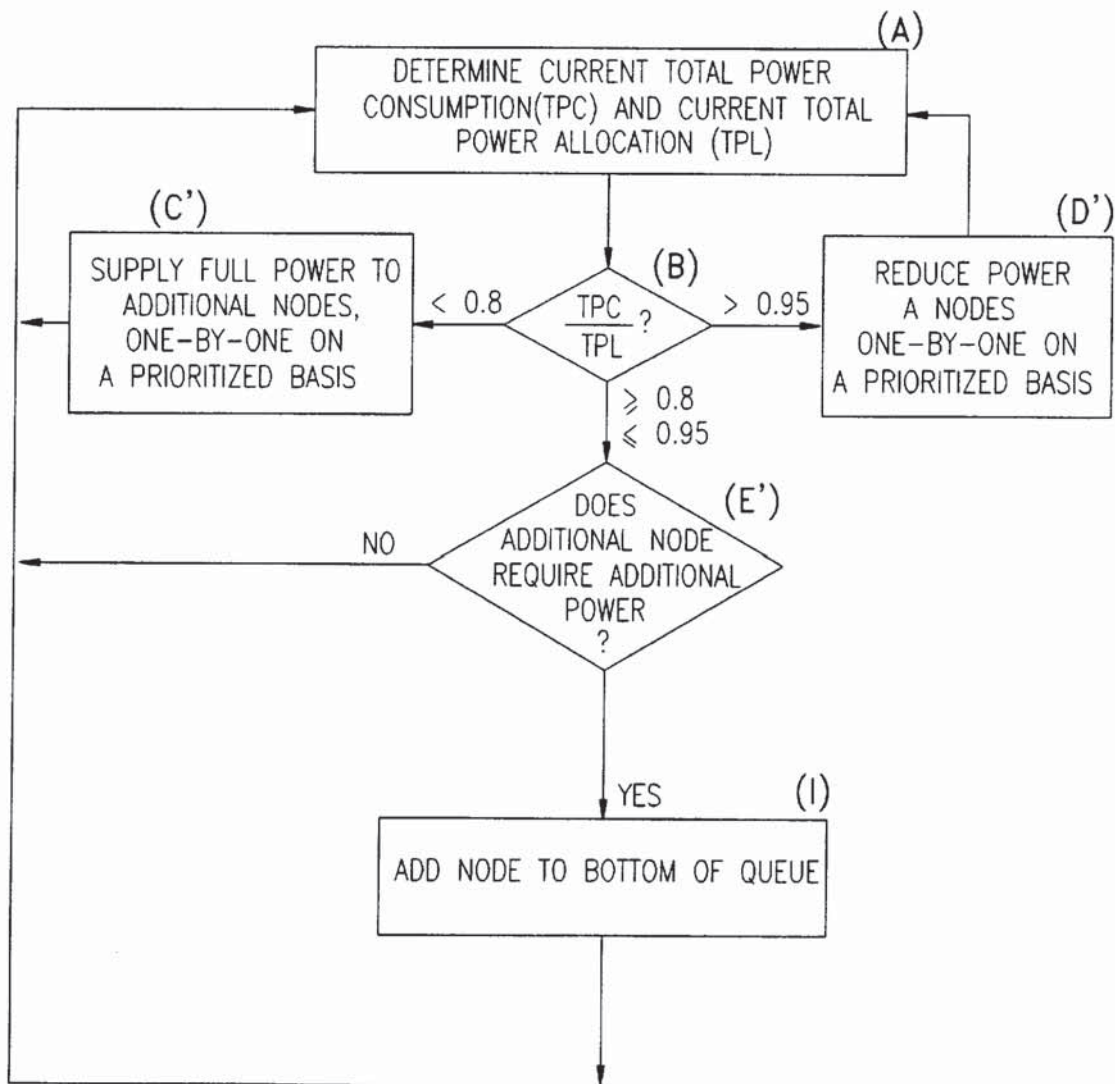 (A)
DETERMINE CURRENT TOTAL POWER
CONSUMPTION(TPC) AND CURRENT TOTAL
POWER ALLOCATION (TPL)
(C')
SUPPLY FULL POWER TO
ADDITIONAL NODES,
ONE-BY-ONE ON
A PRIORITIZED BASIS
(B)
< 0.8
TPC
TPL
?
> 0.95
(D')
REDUCE POWER
A NODES
ONE-BY-ONE ON
A PRIORITIZED BASIS
⩾ 0.8
⩽ 0.95
(E')
DOES
ADDITIONAL NODE
REQUIRE ADDITIONAL
POWER
?
NO
YES
(I)
ADD NODE TO BOTTOM OF QUEUE